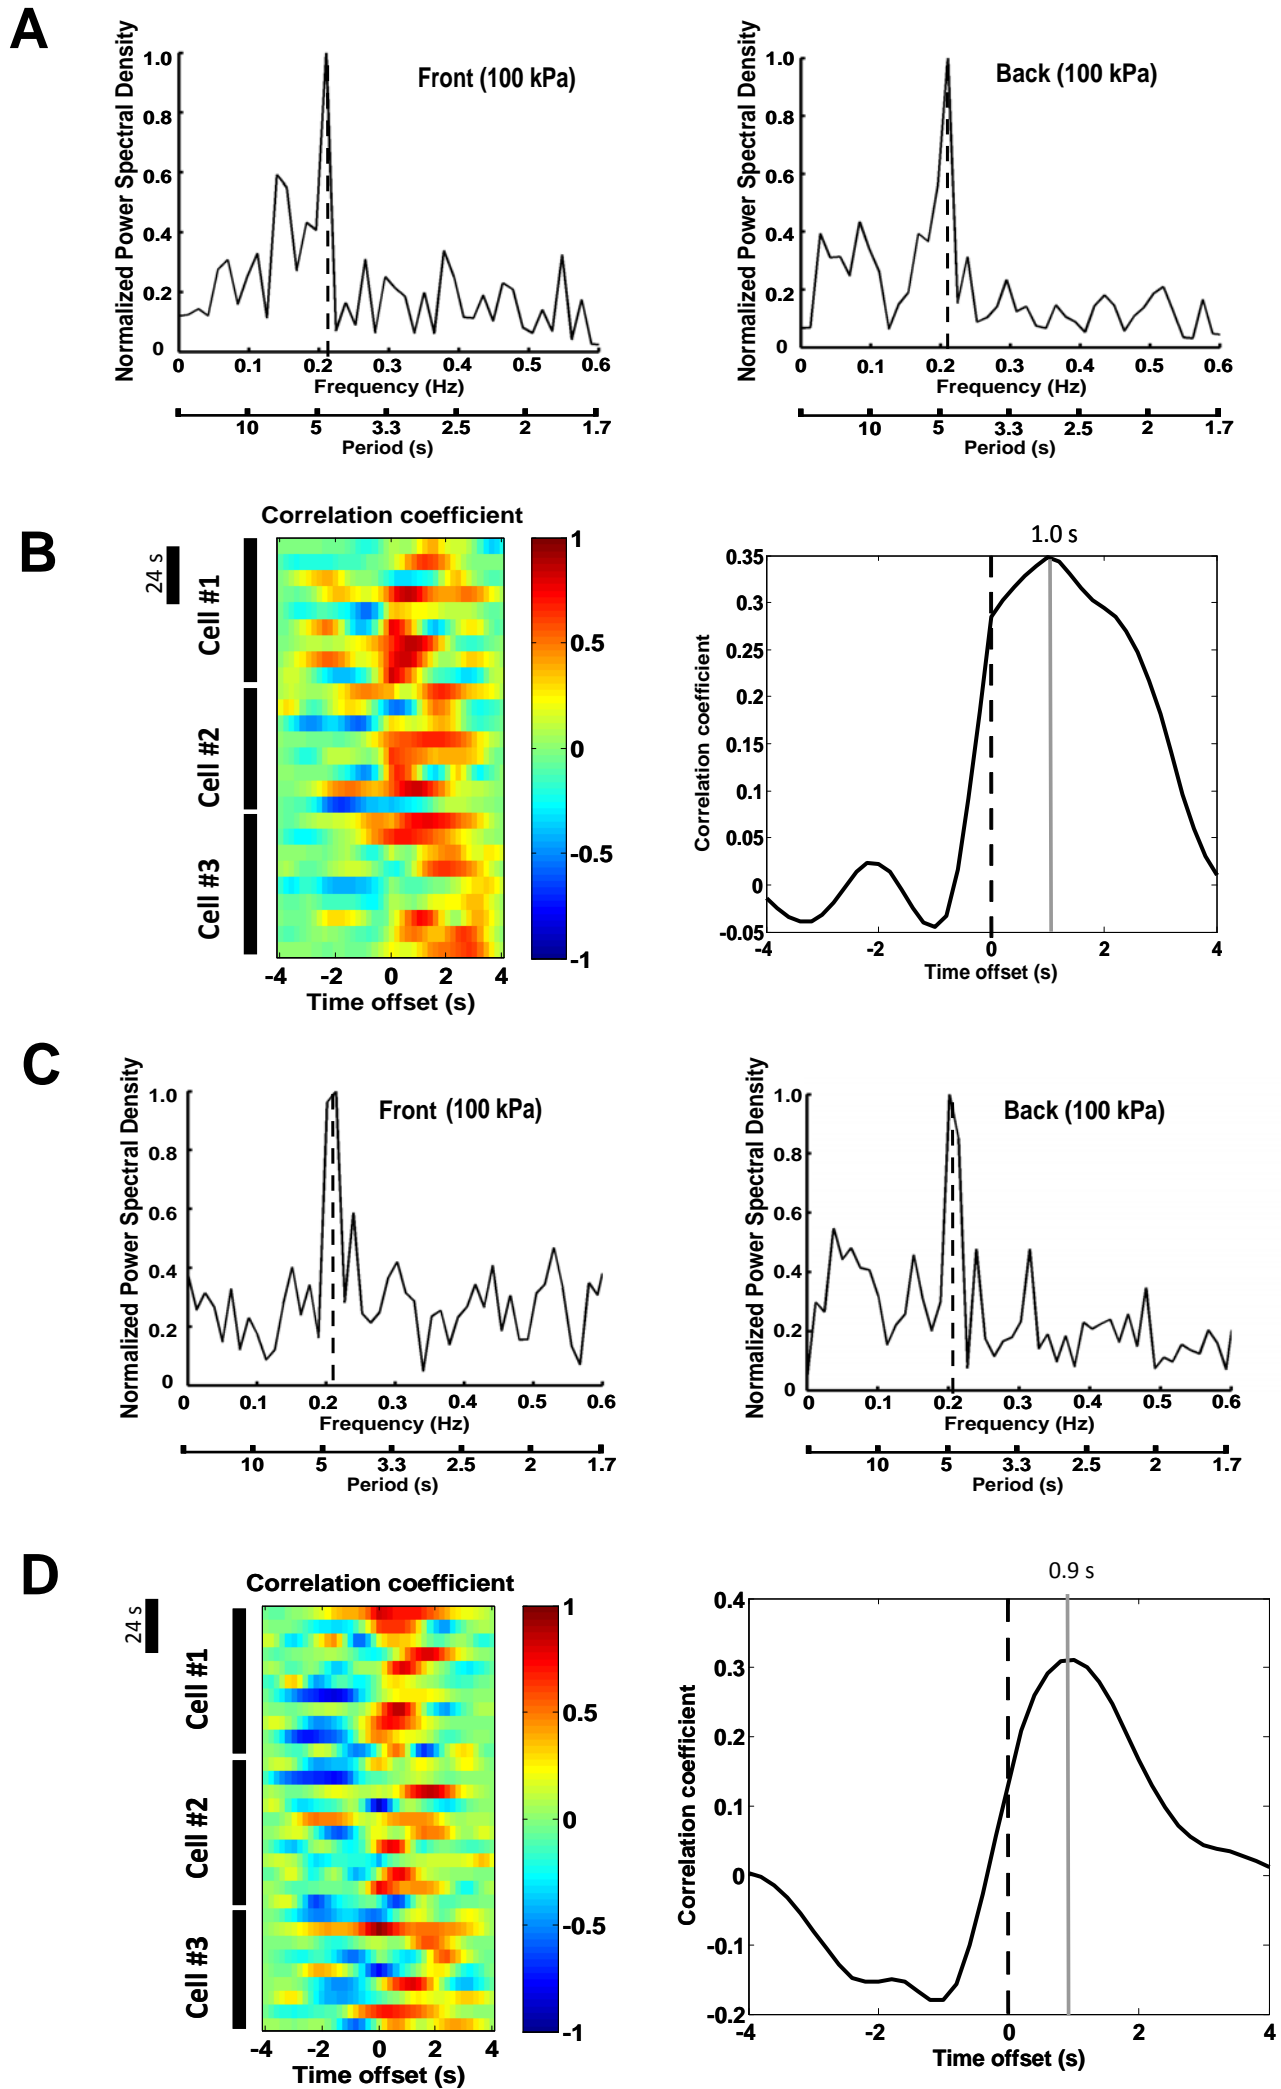 A
Normalized Power Spectral Density
Front (100 kPa)
1.0
0.8
0.6
0.4
0.2
0
0 0.1 0.2 0.3 0.4 0.5 0.6
Frequency (Hz)
10 5 3.3 2.5 2 1.7
Period (s)
Normalized Power Spectral Density
Back (100 kPa)
1.0
0.8
0.6
0.4
0.2
0
0 0.1 0.2 0.3 0.4 0.5 0.6
Frequency (Hz)
10 5 3.3 2.5 2 1.7
Period (s)
B
Correlation coefficient
24 s
Cell #1
Cell #2
Cell #3
1
0.5
0
-0.5
-1
-4 -2 0 2 4
Time offset (s)
1.0 s
Correlation coefficient
0.35
0.3
0.25
0.2
0.15
0.1
0.05
0
-0.05
-4 -2 0 2 4
Time offset (s)
C
Normalized Power Spectral Density
Front (100 kPa)
1.0
0.8
0.6
0.4
0.2
0
0 0.1 0.2 0.3 0.4 0.5 0.6
Frequency (Hz)
10 5 3.3 2.5 2 1.7
Period (s)
Normalized Power Spectral Density
Back (100 kPa)
1.0
0.8
0.6
0.4
0.2
0
0 0.1 0.2 0.3 0.4 0.5 0.6
Frequency (Hz)
10 5 3.3 2.5 2 1.7
Period (s)
D
Correlation coefficient
24 s
Cell #1
Cell #2
Cell #3
1
0.5
0
-0.5
-1
-4 -2 0 2 4
Time offset (s)
0.9 s
Correlation coefficient
0.4
0.3
0.2
0.1
0
-0.1
-0.2
-4 -2 0 2 4
Time offset (s)